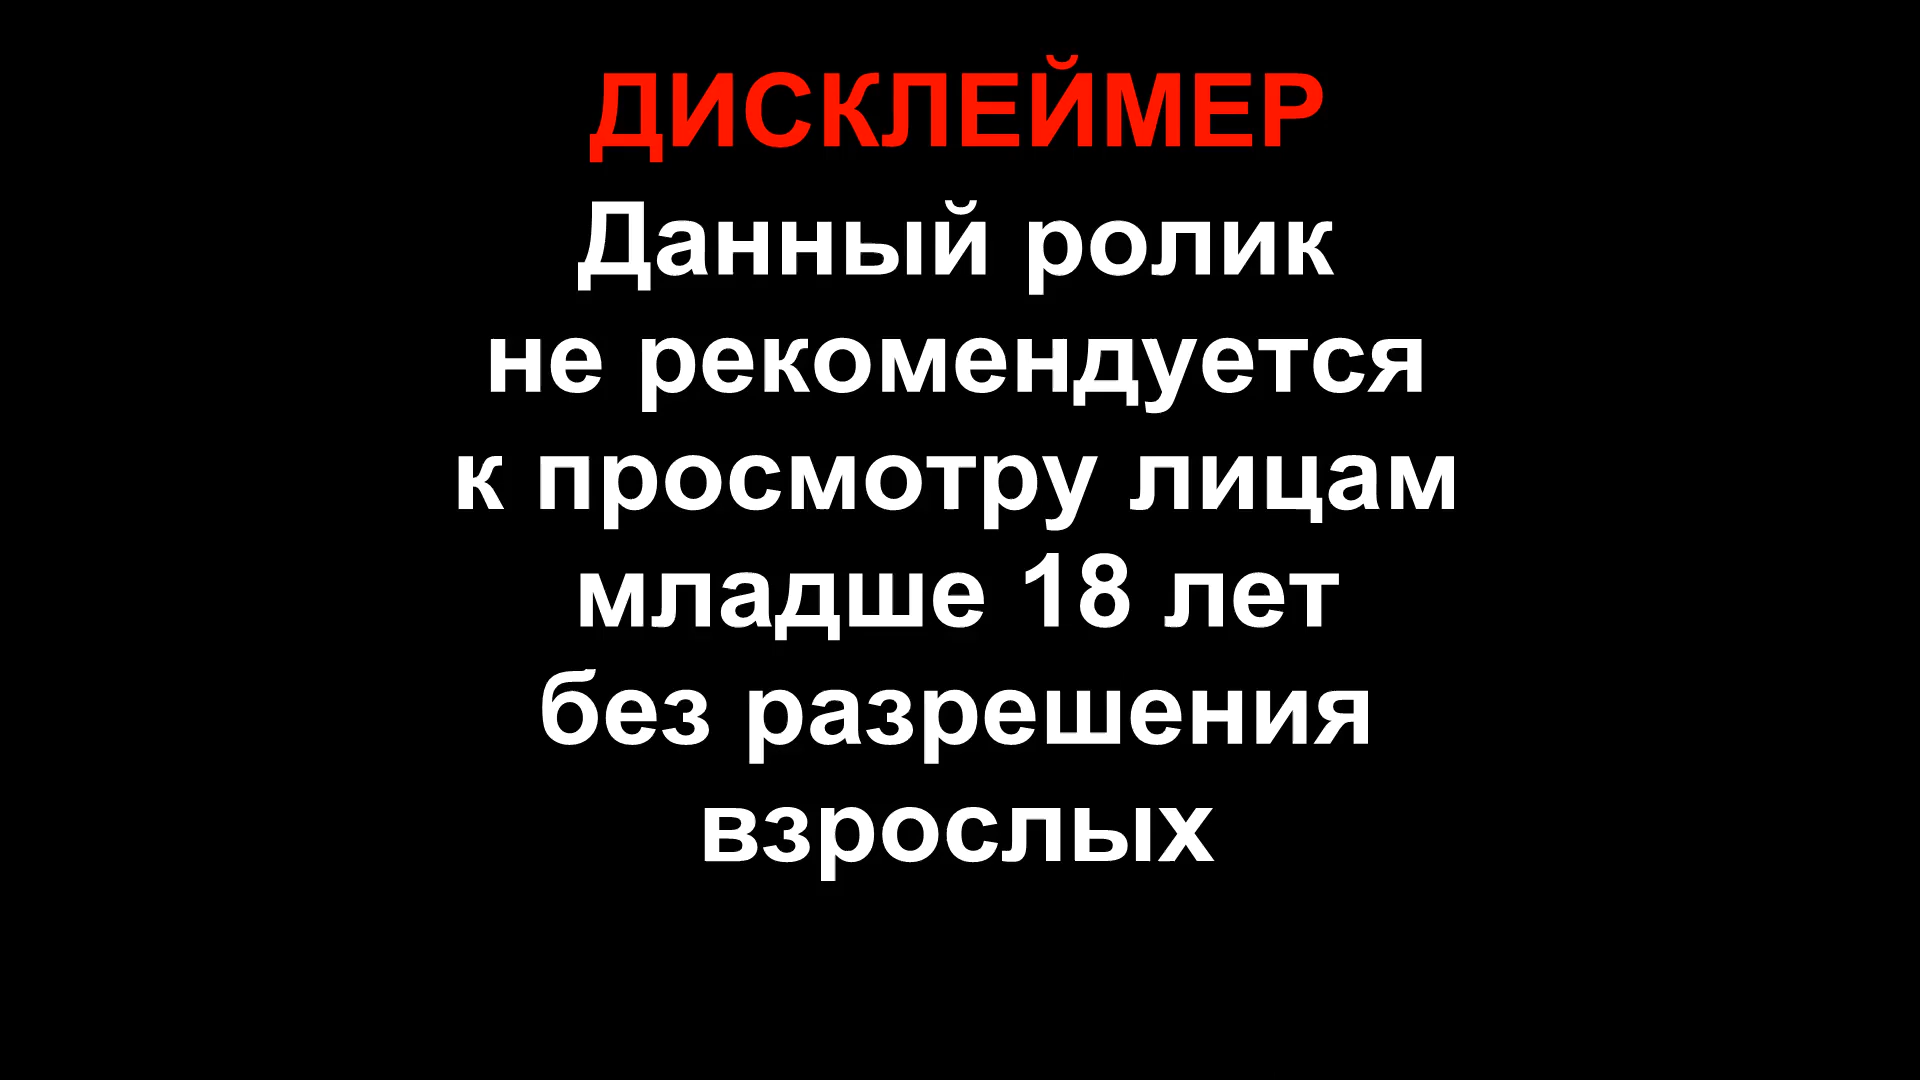 ДИСКЛЕЙМЕР
Данный ролик
не рекомендуется
к просмотру лицам
младше 18 лет
без разрешения
взрослых